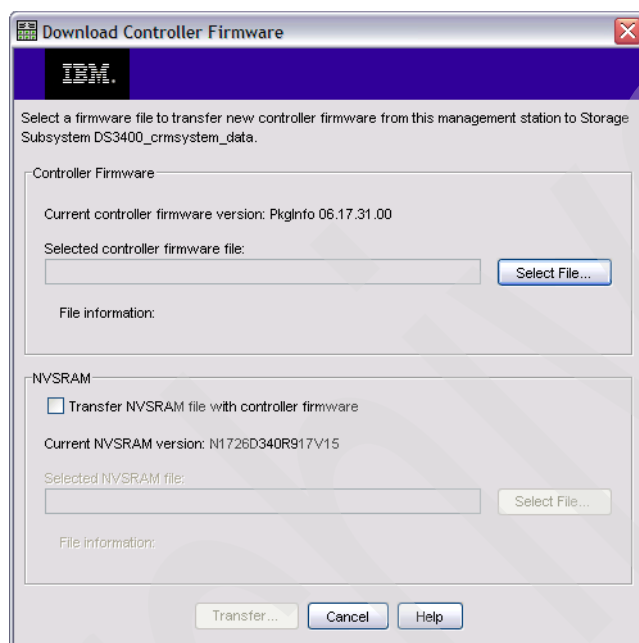 Download Controller Firmware
IBM.
Select a firmware file to transfer new controller firmware from this management station to Storage
Subsystem DS3400_crmsystem_data.
Controller Firmware
Current controller firmware version: PkgInfo 06.17.31.00
Selected controller firmware file:
Select File...
File information:
NVSRAM
Transfer NVSRAM file with controller firmware
Current NVSRAM version: N1726D340R917V15
Selected NVSRAM file:
Select File...
File information:
Transfer... Cancel Help